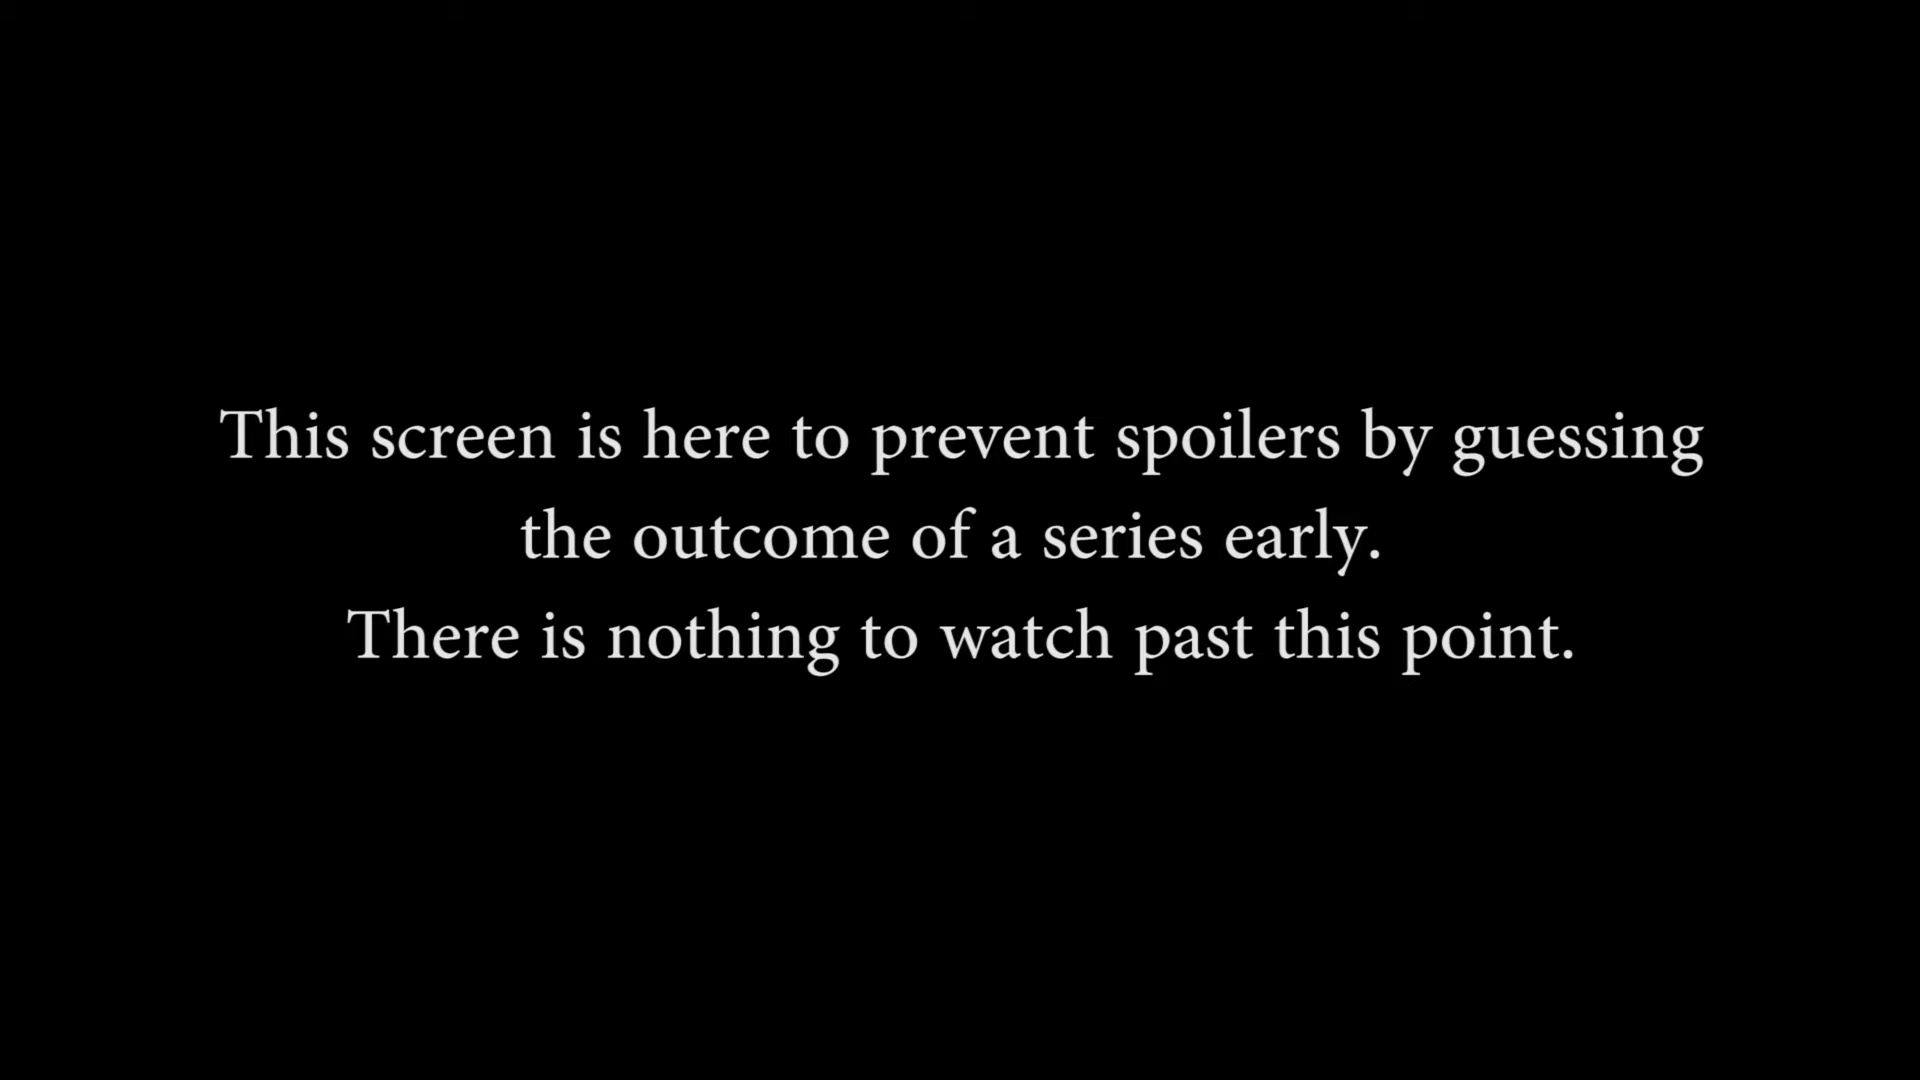 This screen is here to prevent spoilers by guessing
the outcome of a series early.
There is nothing to watch past this point.